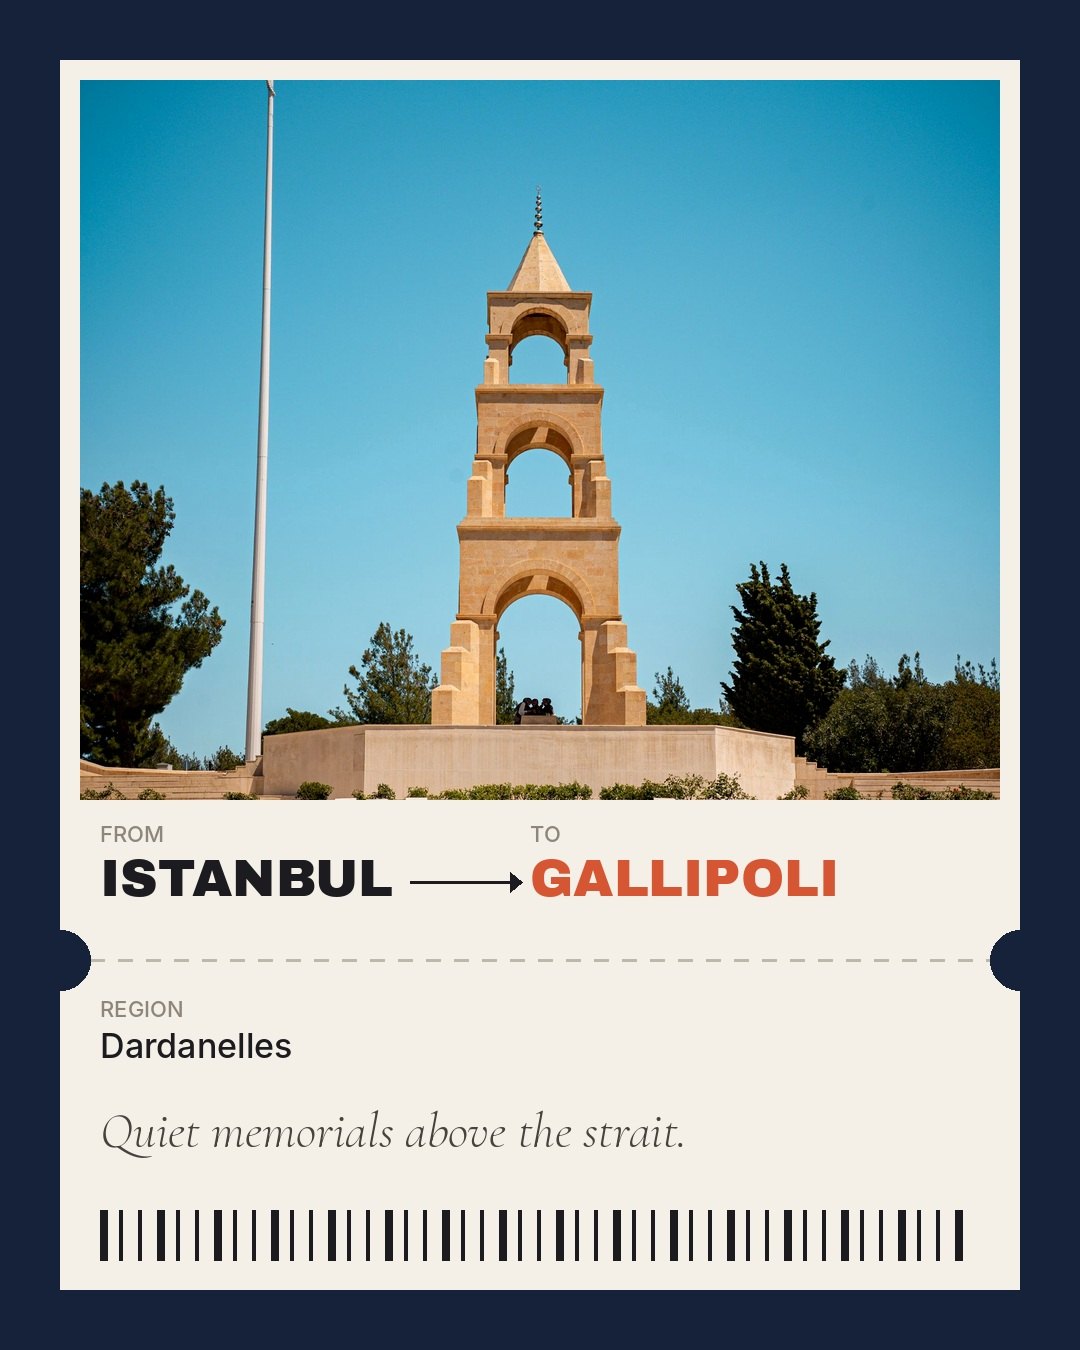 FROM
TO
ISTANBUL
GALLIPOLI
REGION
Dardanelles
Quiet memorials above the strait.